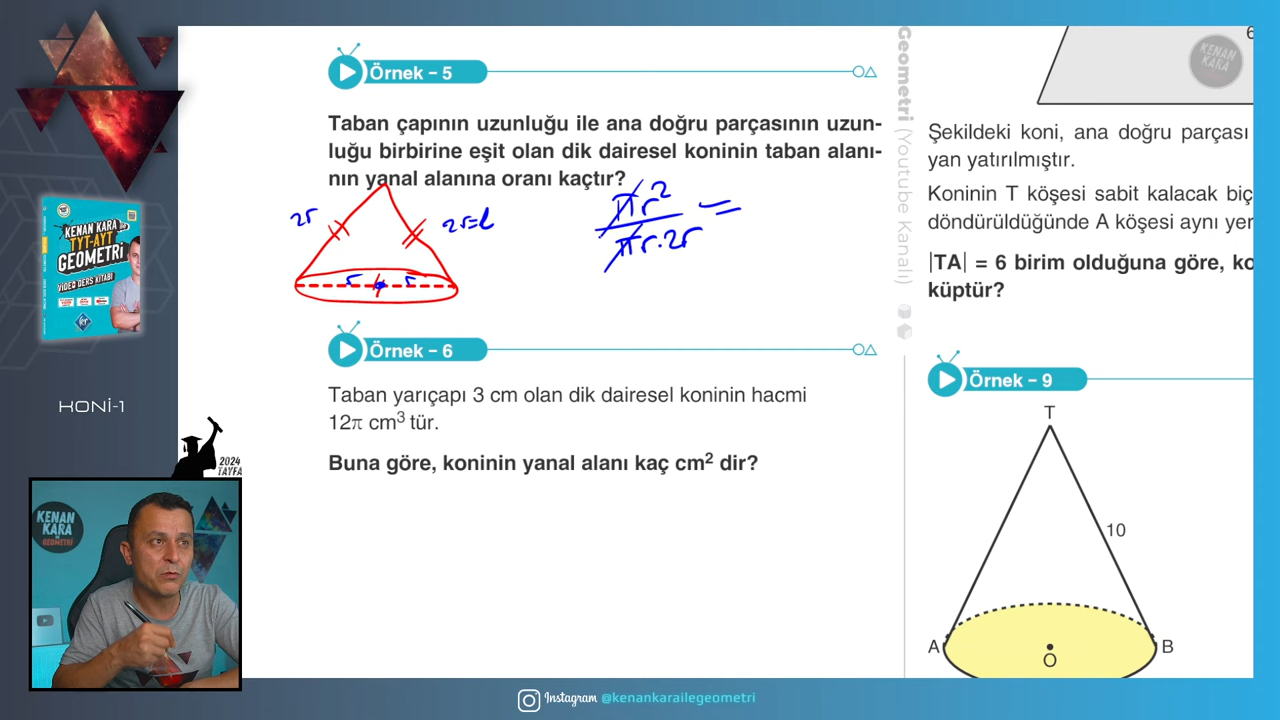 Örnek – 5
Taban çapının uzunluğu ile ana doğru parçasının uzun-
luğu birbirine eşit olan dik dairesel koninin taban alanı-
nın yanal alanına oranı kaçtır?
2r
2r=l
r r
πr²
πr.2r
=
Örnek – 6
Taban yarıçapı 3 cm olan dik dairesel koninin hacmi
12π cm³ tür.
Buna göre, koninin yanal alanı kaç cm² dir?
Geometri (Youtube Kanalı)
6
KENAN
KARA
Şekildeki koni, ana doğru parçası
yan yatırılmıştır.
Koninin T köşesi sabit kalacak biç
döndürüldüğünde A köşesi aynı yer
|TA| = 6 birim olduğuna göre, ko
küptür?
Örnek – 9
T
10
A
B
O
KENAN KARA
TYT-AYT
GEOMETRİ
VİDEO DERS KİTABI
KONİ-1
2024
TAYFA
KENAN
KARA
GEOMETRİ
Instagram @kenankarailegeometri